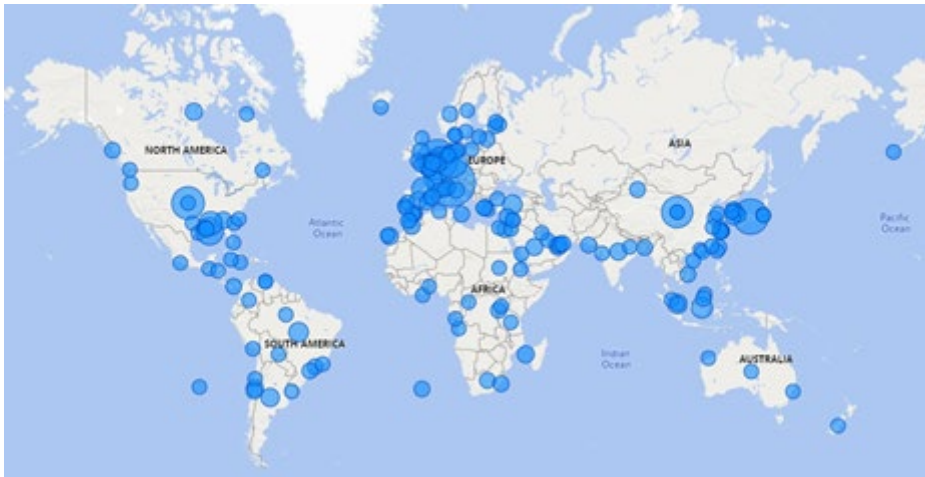 ASIA
NORTH AMERICA
EUROPE
Atlantic
Ocean
Pacific
Ocean
AFRICA
SOUTH AMERICA
Indian
Ocean
AUSTRALIA